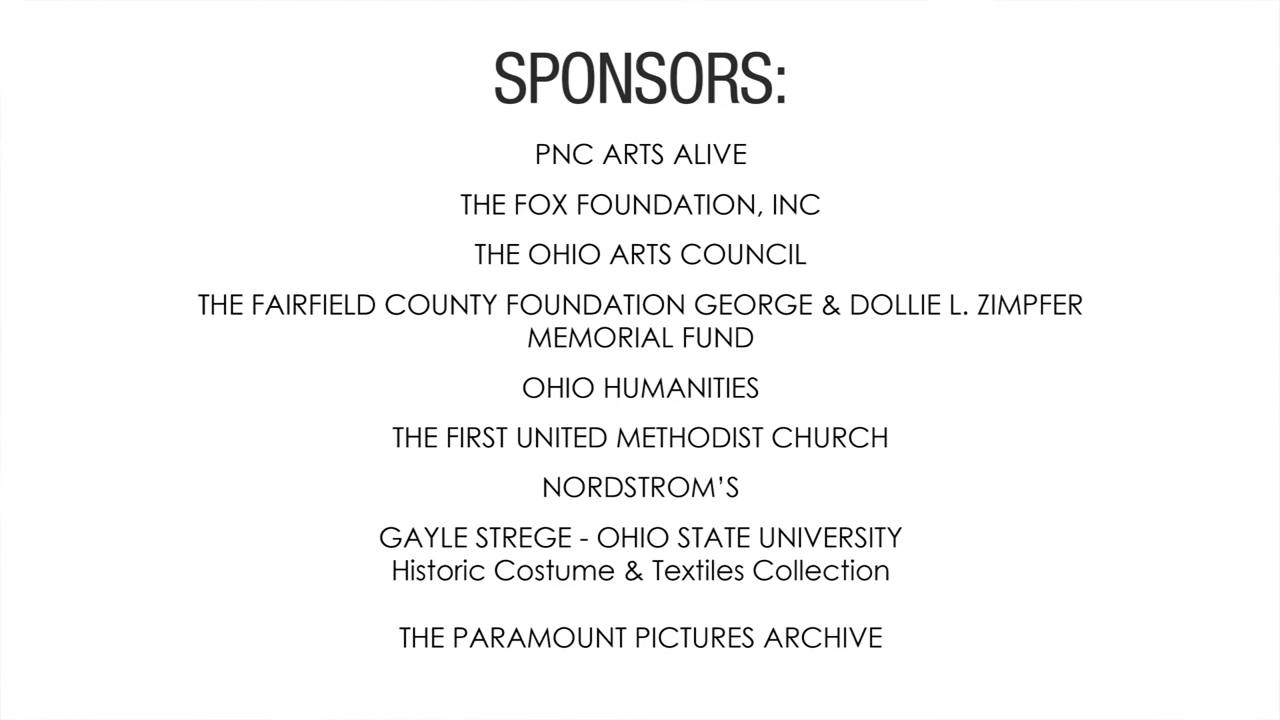 SPONSORS:
PNC ARTS ALIVE
THE FOX FOUNDATION, INC
THE OHIO ARTS COUNCIL
THE FAIRFIELD COUNTY FOUNDATION GEORGE & DOLLIE L. ZIMPFER
MEMORIAL FUND
OHIO HUMANITIES
THE FIRST UNITED METHODIST CHURCH
NORDSTROM’S
GAYLE STREGE - OHIO STATE UNIVERSITY
Historic Costume & Textiles Collection
THE PARAMOUNT PICTURES ARCHIVE